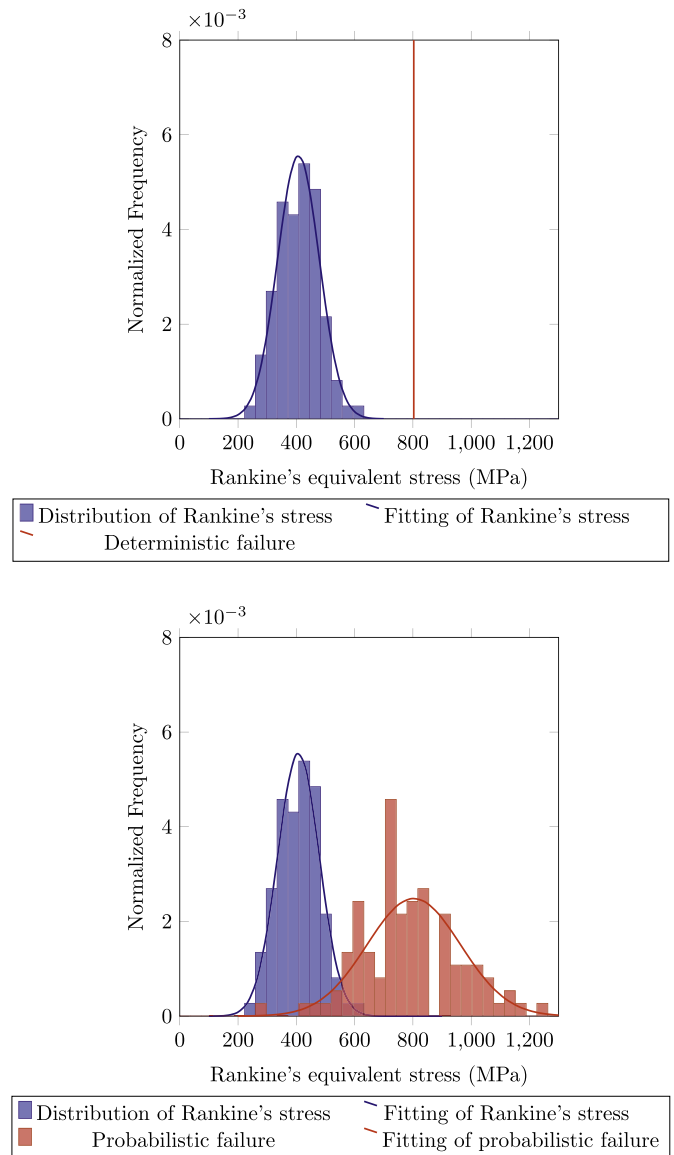 ×10⁻³
8
6
4
2
0
Normalized Frequency
0 200 400 600 800 1,000 1,200
Rankine's equivalent stress (MPa)
Distribution of Rankine's stress Fitting of Rankine's stress
Deterministic failure
×10⁻³
8
6
4
2
0
Normalized Frequency
0 200 400 600 800 1,000 1,200
Rankine's equivalent stress (MPa)
Distribution of Rankine's stress Fitting of Rankine's stress
Probabilistic failure Fitting of probabilistic failure